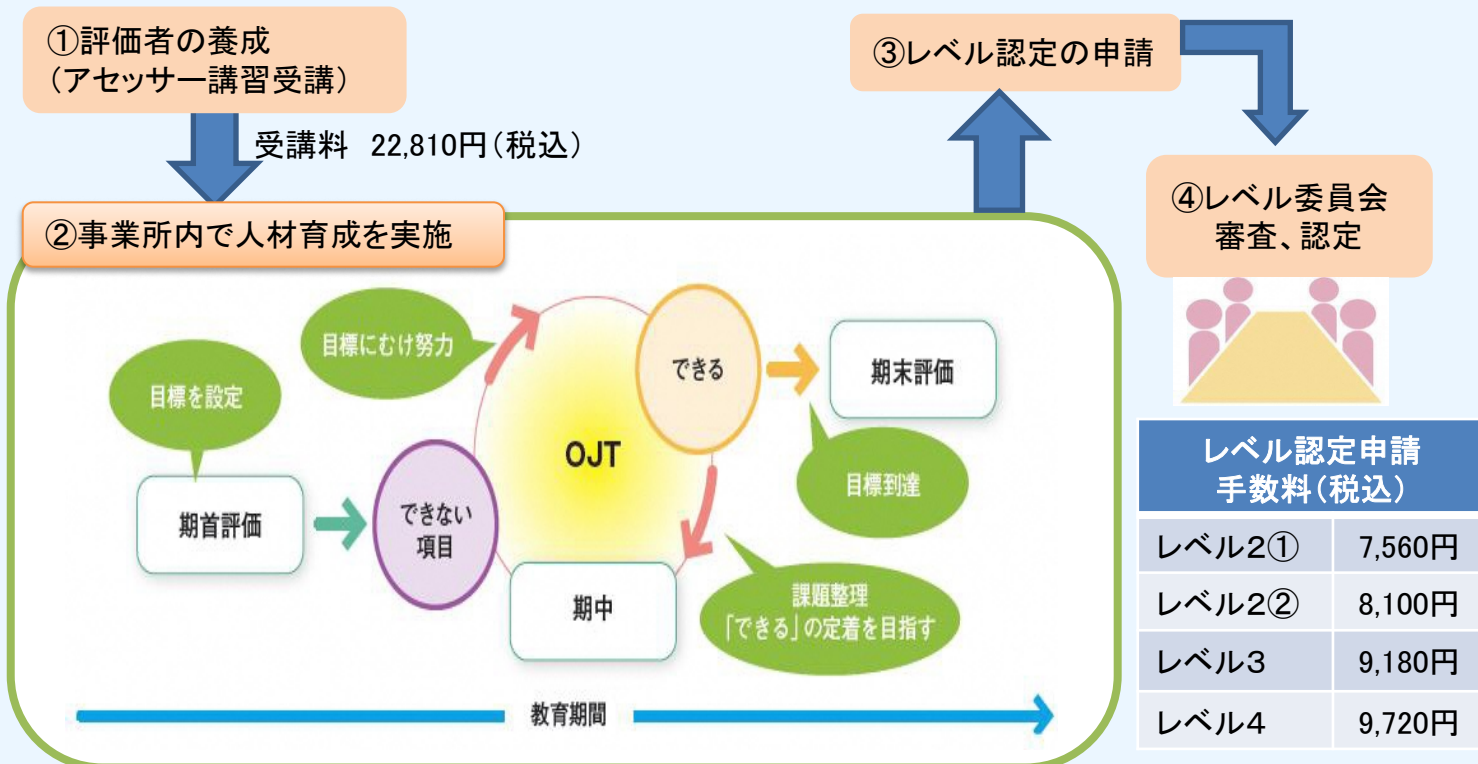 ①評価者の養成
（アセッサー講習受講）
受講料　22,810円（税込）
②事業所内で人材育成を実施
目標を設定
期首評価
できない
項目
目標にむけ努力
OJT
期中
できる
課題整理
「できる」の定着を目指す
目標到達
期末評価
教育期間
③レベル認定の申請
④レベル委員会
審査、認定
レベル認定申請
手数料（税込）
レベル2①　7,560円
レベル2②　8,100円
レベル3　9,180円
レベル4　9,720円